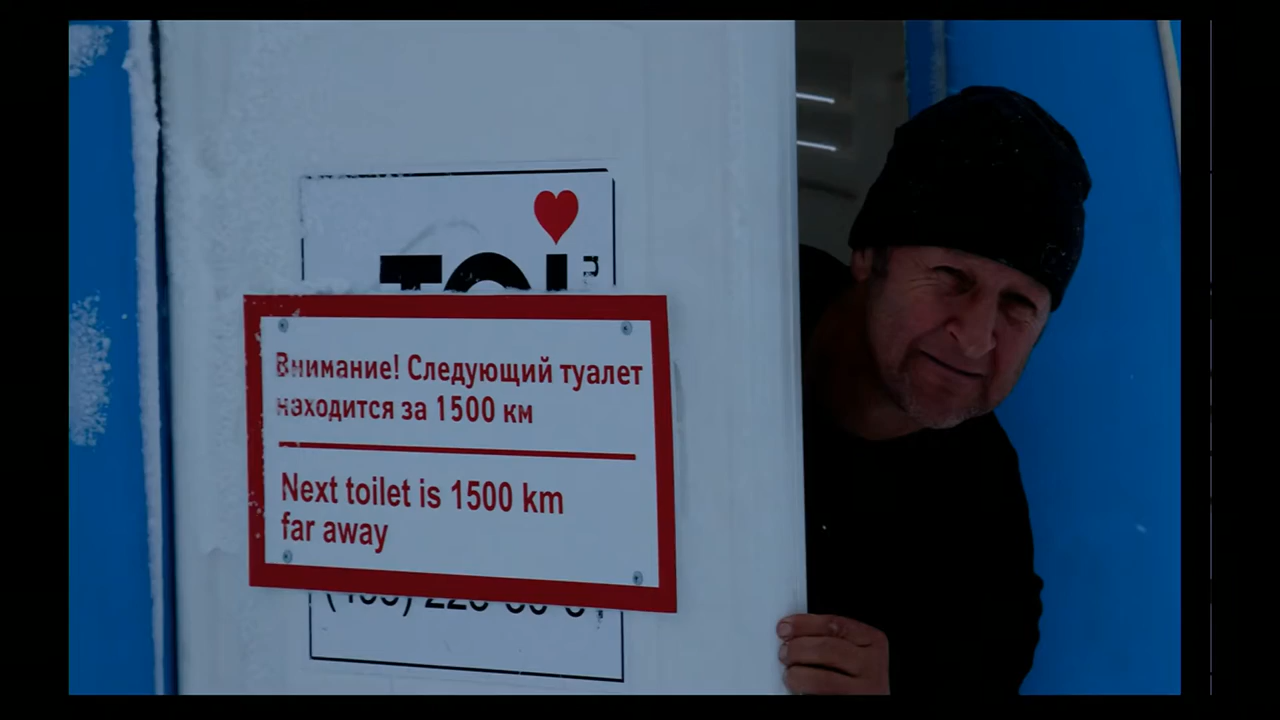 Внимание! Следующий туалет
находится за 1500 км
Next toilet is 1500 km
far away